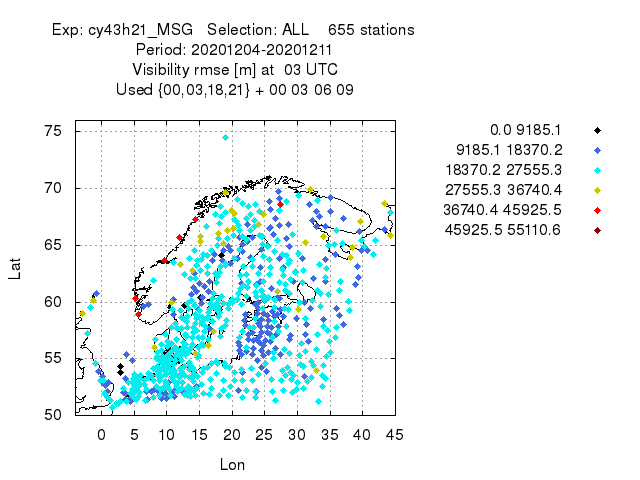 Exp: cy43h21_MSG   Selection: ALL    655 stations
Period: 20201204-20201211
Visibility rmse [m] at  03 UTC
Used {00,03,18,21} + 00 03 06 09
0.0 9185.1
9185.1 18370.2
18370.2 27555.3
27555.3 36740.4
36740.4 45925.5
45925.5 55110.6
75
70
65
60
55
50
Lat
0 5 10 15 20 25 30 35 40 45
Lon